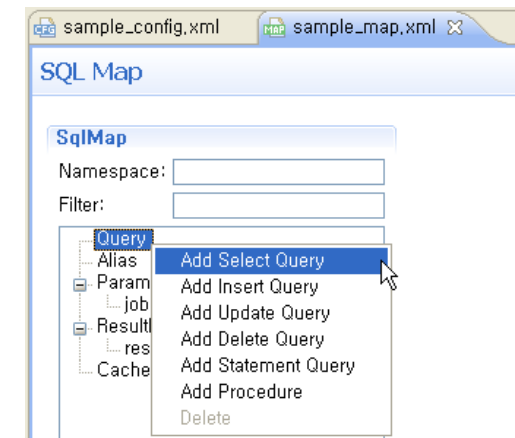 sample_config.xml sample_map.xml
SQL Map
SqlMap
Namespace:
Filter:
Query
Alias Add Select Query
Param Add Insert Query
job Add Update Query
Result Add Delete Query
res Add Statement Query
Cache Add Procedure
Delete